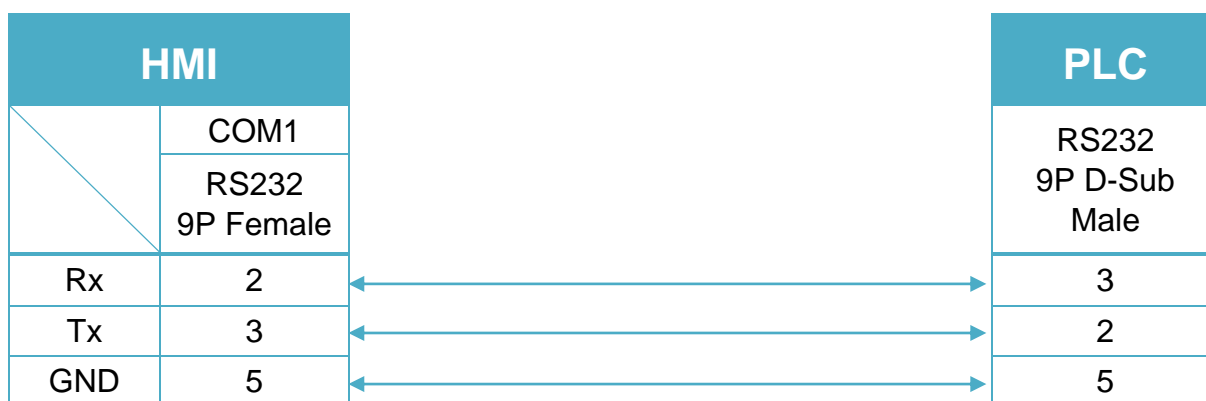 HMI
PLC
COM1
RS232
9P Female
RS232
9P D-Sub
Male
Rx 2 3
Tx 3 2
GND 5 5